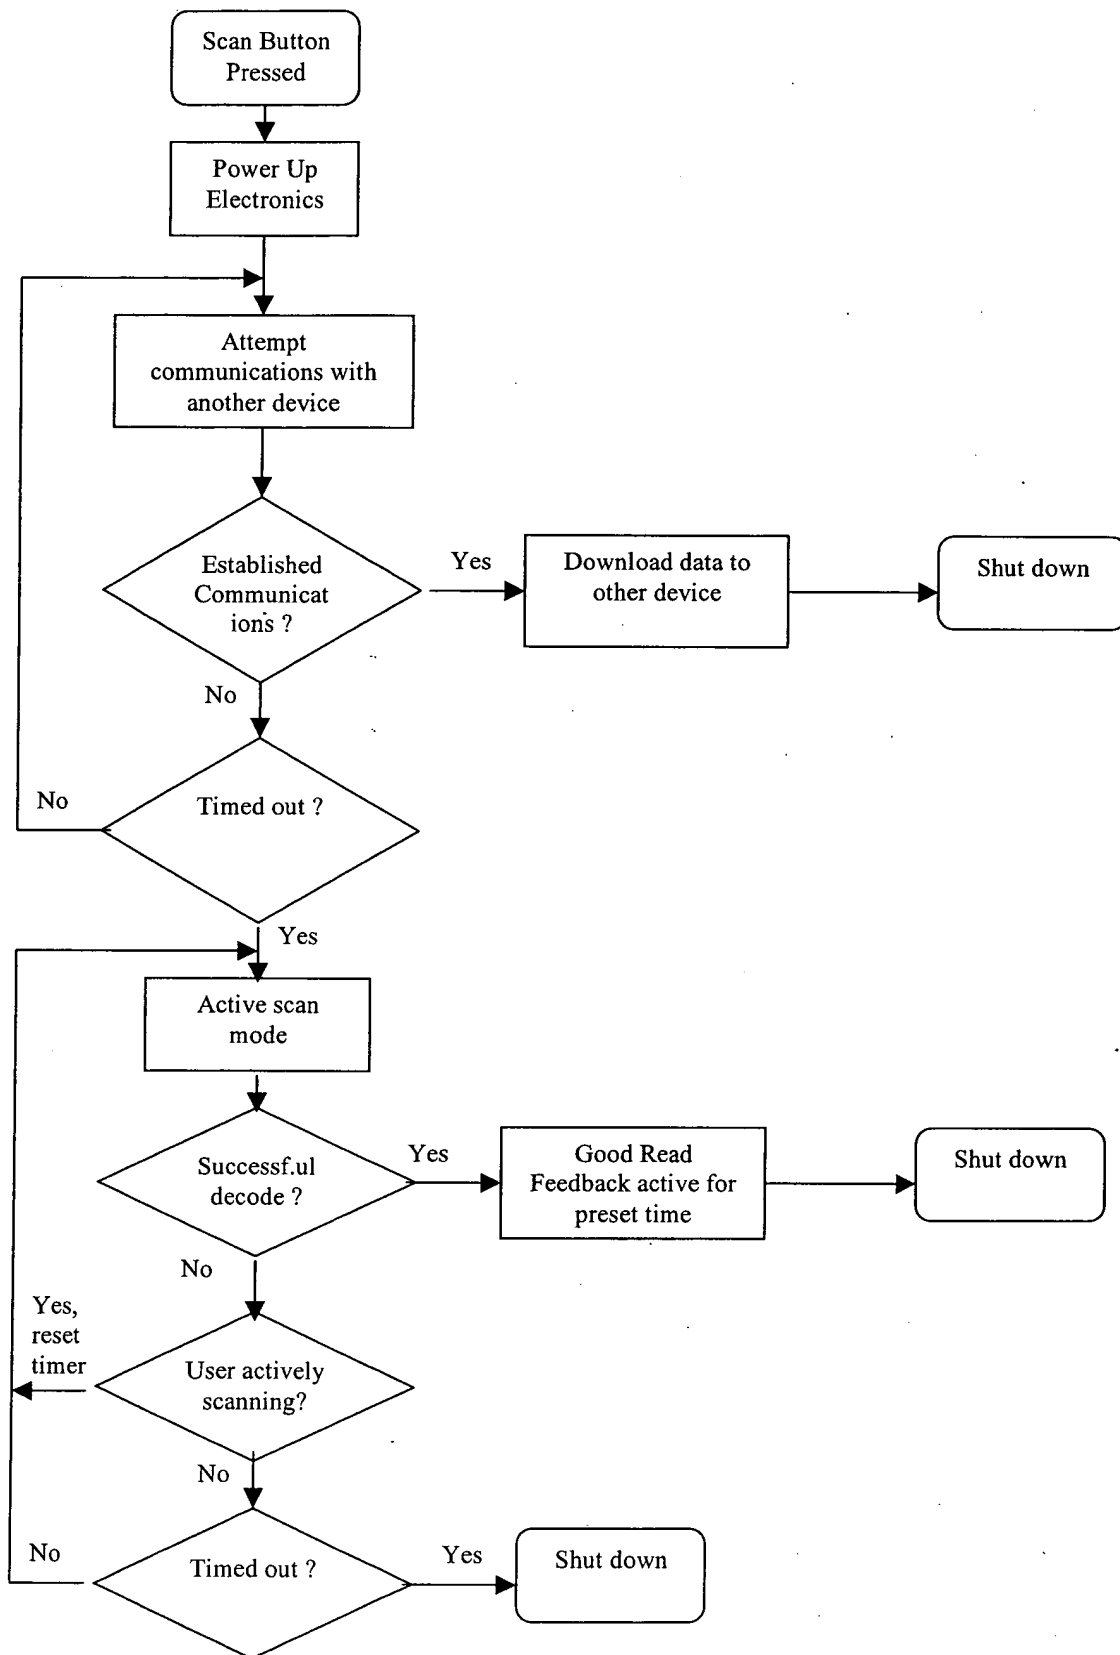 Scan Button
Pressed
Power Up
Electronics
Attempt
communications with
another device
Established
Communicat
ions ?
Yes
Download data to
other device
Shut down
No
Timed out ?
No
Yes
Active scan
mode
Successf.ul
decode ?
Yes
Good Read
Feedback active for
preset time
Shut down
No
Yes,
reset
timer
User actively
scanning?
No
Timed out ?
No
Yes
Shut down